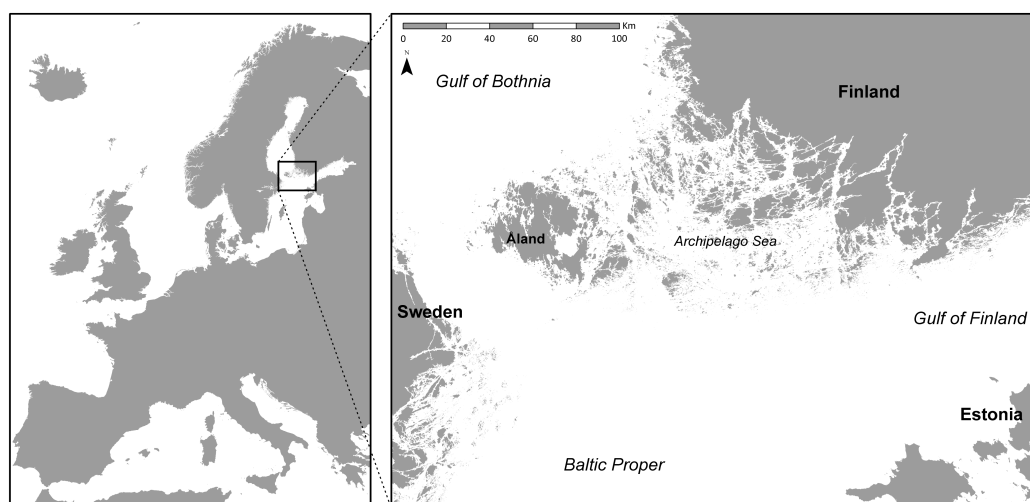 Km
0 20 40 60 80 100
N
Gulf of Bothnia
Finland
Åland
Archipelago Sea
Sweden
Gulf of Finland
Estonia
Baltic Proper